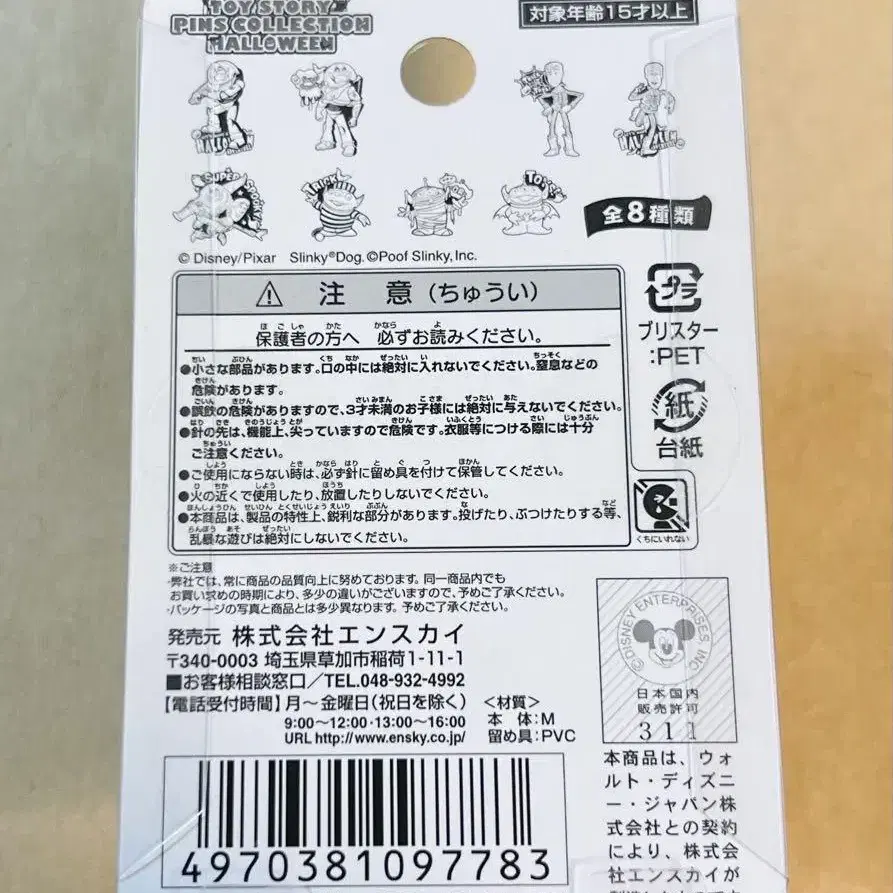 TOY STORY
PINS COLLECTION
HALLOWEEN
対象年齢15才以上
SUPER
SPOOKY
TRICKY
TOYS!
全8種類
© Disney/Pixar Slinky®Dog. ©Poof Slinky, Inc.
注 意 (ちゅうい)
保護者の方へ 必ずお読みください。
●小さな部品があります。口の中には絶対に入れないでください。窒息などの
危険があります。
●誤飲の危険がありますので、3才未満のお子様には絶対に与えないでください。
●針の先は、機能上、尖っていますので危険です。衣服等につける際には十分
ご注意ください。
●ご使用にならない時は、必ず針に留め具を付けて保管してください。
●火の近くで使用したり、放置したりしないでください。
●本商品は、製品の特性上、鋭利な部分があります。投げたり、ぶつけたりする等、
乱暴な遊びは絶対にしないでください。
プラ
ブリスター
:PET
紙
台紙
くちにいれない
※ご注意
・弊社では、常に商品の品質向上に努めております。同一商品内でも
お買い求めの時期により、多少の違いがございますので、予めご了承ください。
・パッケージの写真と商品とは多少異なります。予めご了承ください。
発売元 株式会社エンスカイ
〒340-0003 埼玉県草加市稲荷1-11-1
■お客様相談窓口/TEL.048-932-4992
【電話受付時間】月~金曜日(祝日を除く)
9:00~12:00・13:00~16:00
URL http://www.ensky.co.jp/
<材質>
本 体:M
留め具:PVC
©DISNEY ENTERPRISES INC
日本国内
販売許可
311
本商品は、ウォ
ルト・ディズニ
ー・ジャパン株
式会社との契約
により、株式会
社エンスカイが
4970381097783